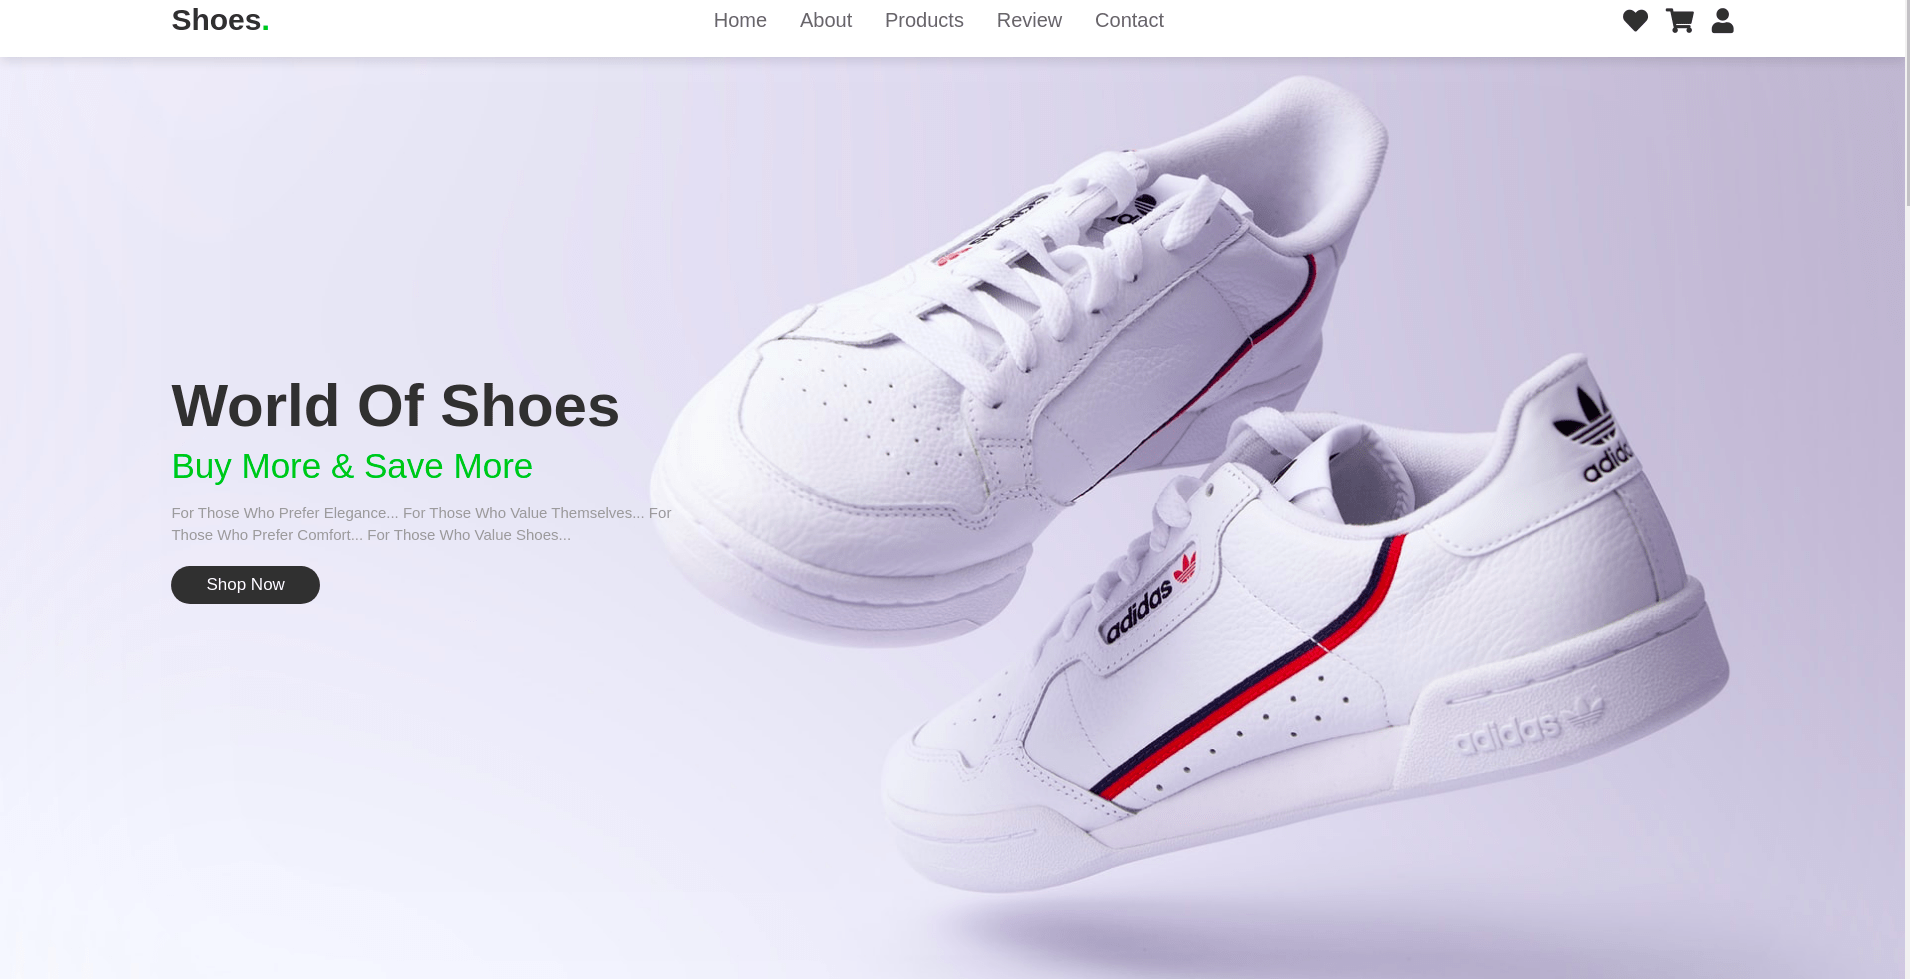 Shoes.
Home About Products Review Contact
World Of Shoes
Buy More & Save More
For Those Who Prefer Elegance... For Those Who Value Themselves... For
Those Who Prefer Comfort... For Those Who Value Shoes...
Shop Now
adidas
adidas
adidas